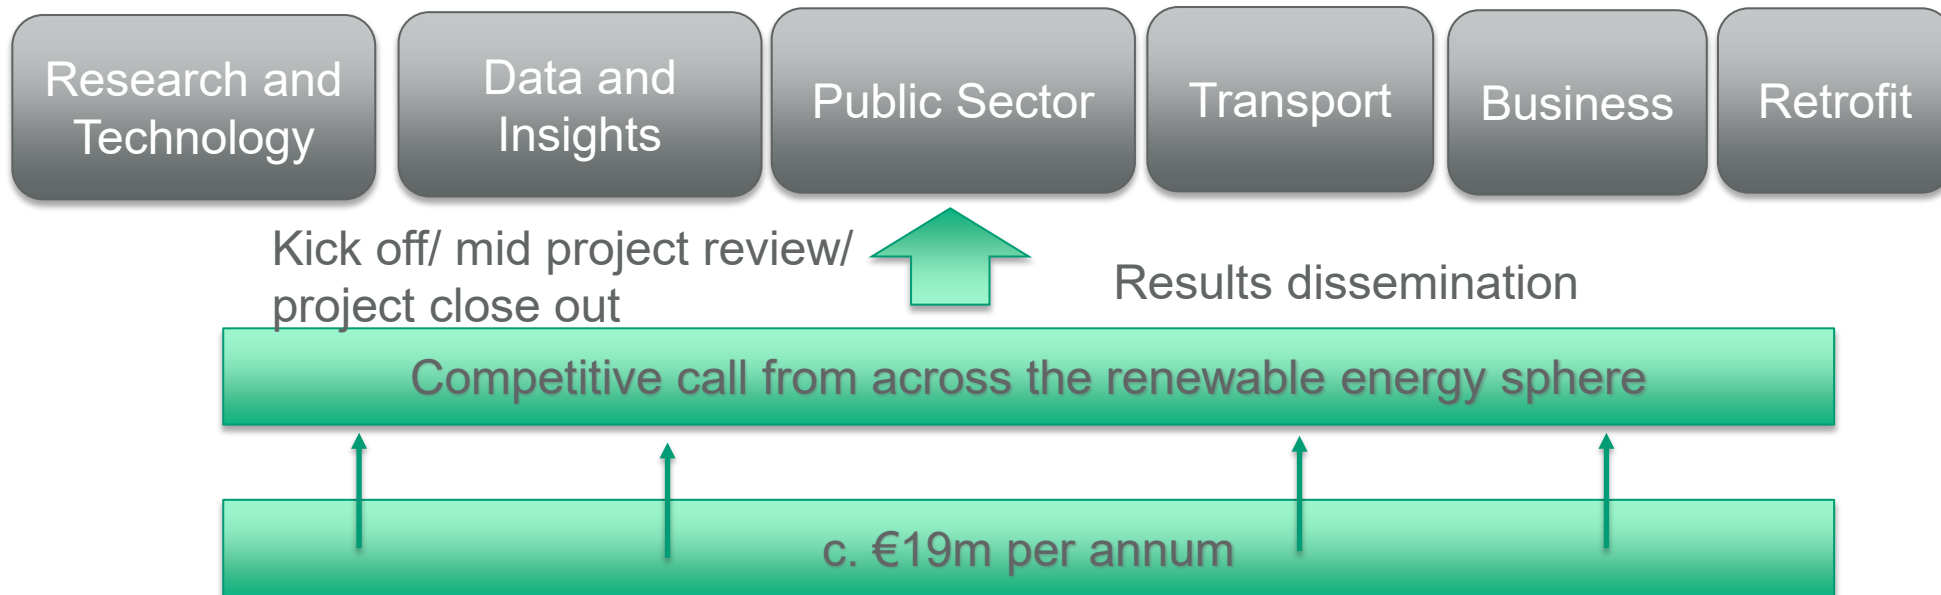 Research and
Technology
Data and
Insights
Public Sector
Transport
Business
Retrofit
Kick off/ mid project review/
project close out
Results dissemination
Competitive call from across the renewable energy sphere
c. €19m per annum